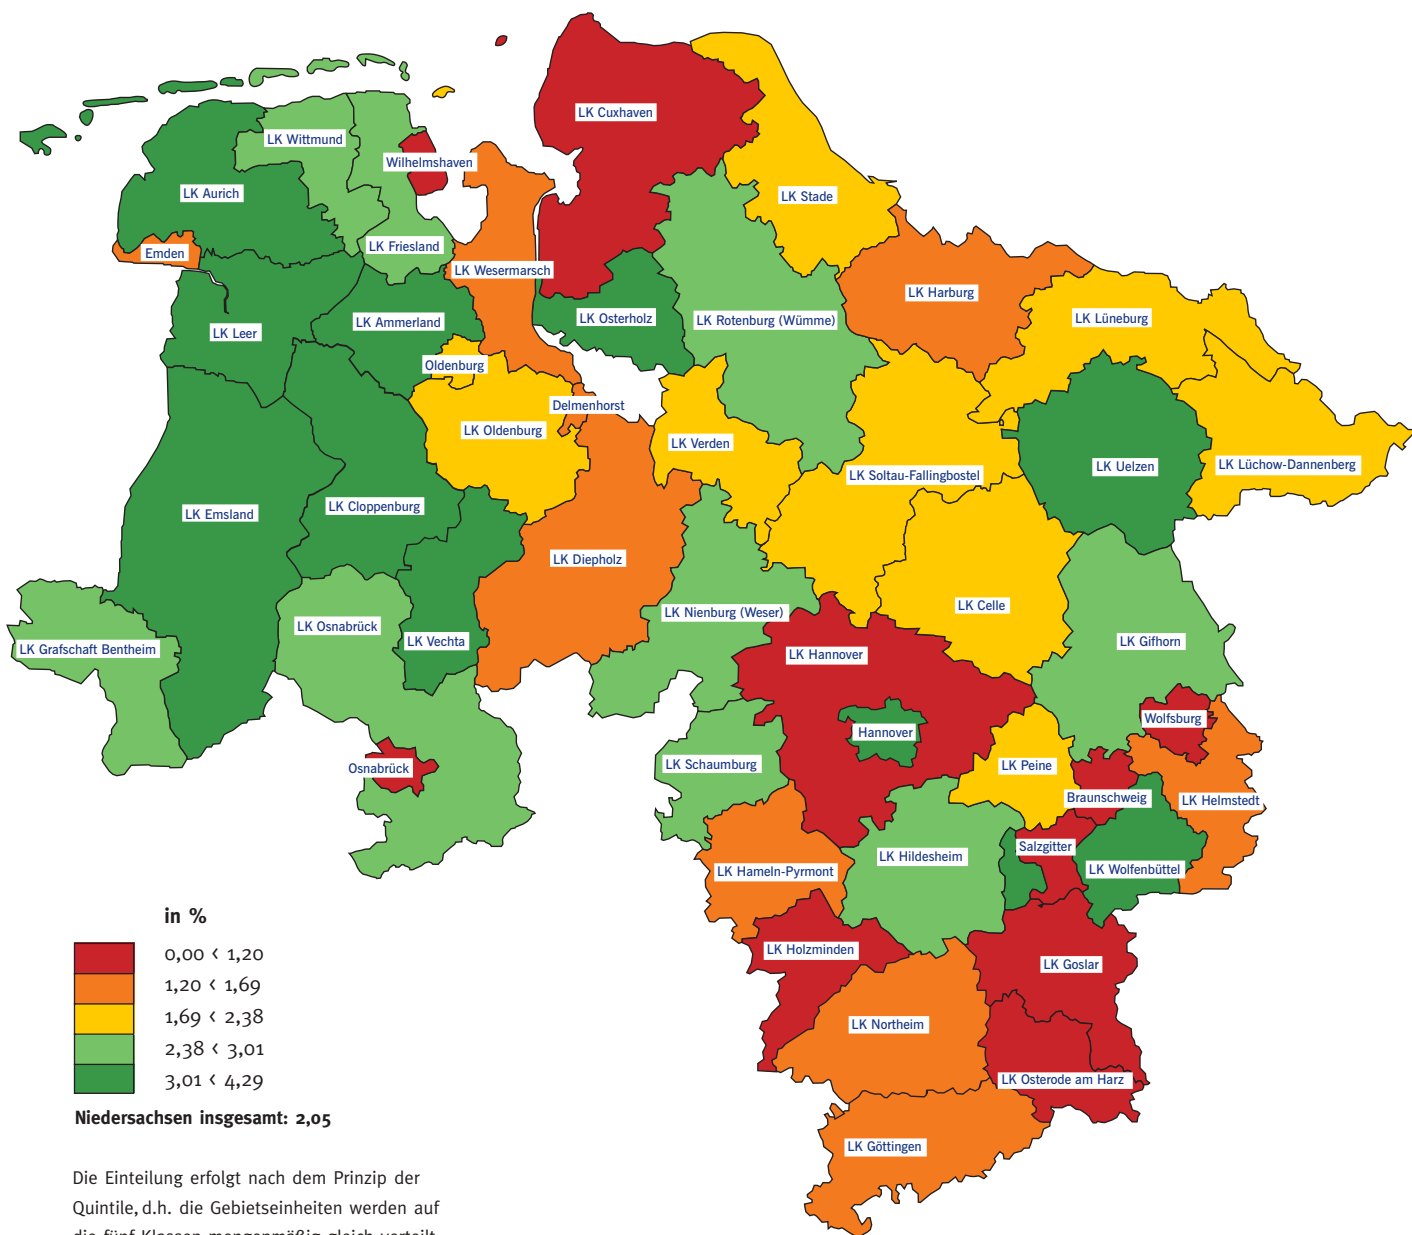 LK Cuxhaven
LK Wittmund
Wilhelmshaven
LK Aurich
LK Stade
Emden
LK Friesland
LK Wesermarsch
LK Harburg
LK Osterholz
LK Rotenburg (Wümme)
LK Lüneburg
LK Leer
LK Ammerland
Oldenburg
Delmenhorst
LK Oldenburg
LK Verden
LK Soltau-Fallingbostel
LK Uelzen
LK Lüchow-Dannenberg
LK Emsland
LK Cloppenburg
LK Diepholz
LK Celle
LK Nienburg (Weser)
LK Osnabrück
LK Vechta
LK Grafschaft Bentheim
LK Gifhorn
LK Hannover
Hannover
Wolfsburg
LK Schaumburg
LK Peine
Osnabrück
Braunschweig
LK Helmstedt
Salzgitter
LK Hildesheim
LK Hameln-Pyrmont
LK Wolfenbüttel
LK Holzminden
LK Goslar
LK Northeim
LK Osterode am Harz
LK Göttingen
in %
0,00 < 1,20
1,20 < 1,69
1,69 < 2,38
2,38 < 3,01
3,01 < 4,29
Niedersachsen insgesamt: 2,05
Die Einteilung erfolgt nach dem Prinzip der
Quintile, d.h. die Gebietseinheiten werden auf
die fünf Klassen mengenmäßig gleich verteilt